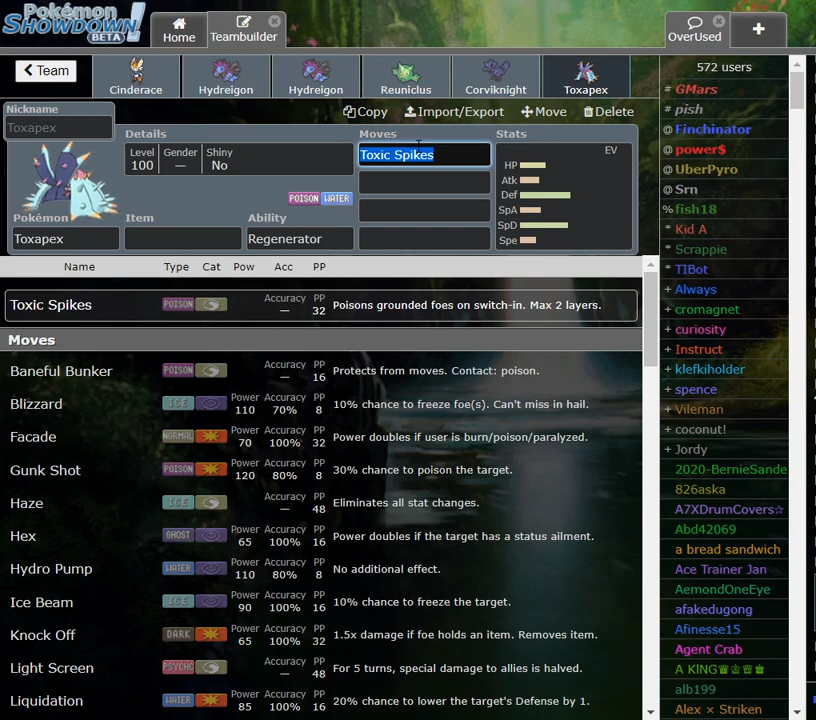 Pokémon
SHOWDOWN!
BETA
Home
Teambuilder
OverUsed
Team
Cinderace
Hydreigon
Hydreigon
Reuniclus
Corviknight
Toxapex
572 users
Copy
Import/Export
Move
Delete
Nickname
Toxapex
Details
Level
100
Gender
—
Shiny
No
POISON WATER
Pokémon
Toxapex
Item
Ability
Regenerator
Moves
Toxic Spikes
Stats
EV
HP
Atk
Def
SpA
SpD
Spe
Name Type Cat Pow Acc PP
Toxic Spikes POISON Accuracy — PP 32 Poisons grounded foes on switch-in. Max 2 layers.
Moves
Baneful Bunker POISON Accuracy — PP 16 Protects from moves. Contact: poison.
Blizzard ICE Power 110 Accuracy 70% PP 8 10% chance to freeze foe(s). Can't miss in hail.
Facade NORMAL Power 70 Accuracy 100% PP 32 Power doubles if user is burn/poison/paralyzed.
Gunk Shot POISON Power 120 Accuracy 80% PP 8 30% chance to poison the target.
Haze ICE Accuracy — PP 48 Eliminates all stat changes.
Hex GHOST Power 65 Accuracy 100% PP 16 Power doubles if the target has a status ailment.
Hydro Pump WATER Power 110 Accuracy 80% PP 8 No additional effect.
Ice Beam ICE Power 90 Accuracy 100% PP 16 10% chance to freeze the target.
Knock Off DARK Power 65 Accuracy 100% PP 32 1.5x damage if foe holds an item. Removes item.
Light Screen PSYCHC Accuracy — PP 48 For 5 turns, special damage to allies is halved.
Liquidation WATER Power 85 Accuracy 100% PP 16 20% chance to lower the target's Defense by 1.
# GMars
# pish
@ Finchinator
@ power$
@ UberPyro
@ Srn
% fish18
* Kid A
* Scrappie
* TIBot
+ Always
+ cromagnet
+ curiosity
+ Instruct
+ klefkiholder
+ spence
+ Vileman
+ coconut!
+ Jordy
2020-BernieSande
826aska
A7XDrumCovers☆
Abd42069
a bread sandwich
Ace Trainer Jan
AemondOneEye
afakedugong
Afinesse15
Agent Crab
A KING♛♕♕♛
alb199
Alex × Striken